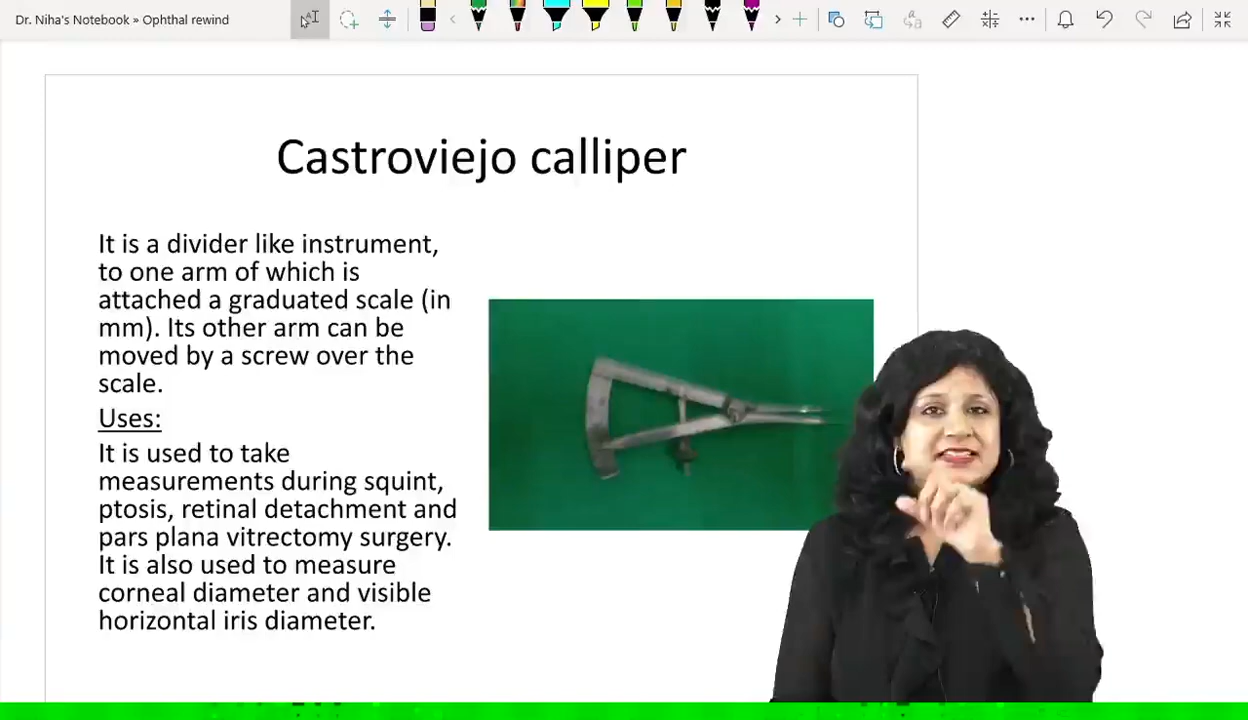 Dr. Niha's Notebook » Ophthal rewind
Castroviejo calliper
It is a divider like instrument,
to one arm of which is
attached a graduated scale (in
mm). Its other arm can be
moved by a screw over the
scale.
Uses:
It is used to take
measurements during squint,
ptosis, retinal detachment and
pars plana vitrectomy surgery.
It is also used to measure
corneal diameter and visible
horizontal iris diameter.